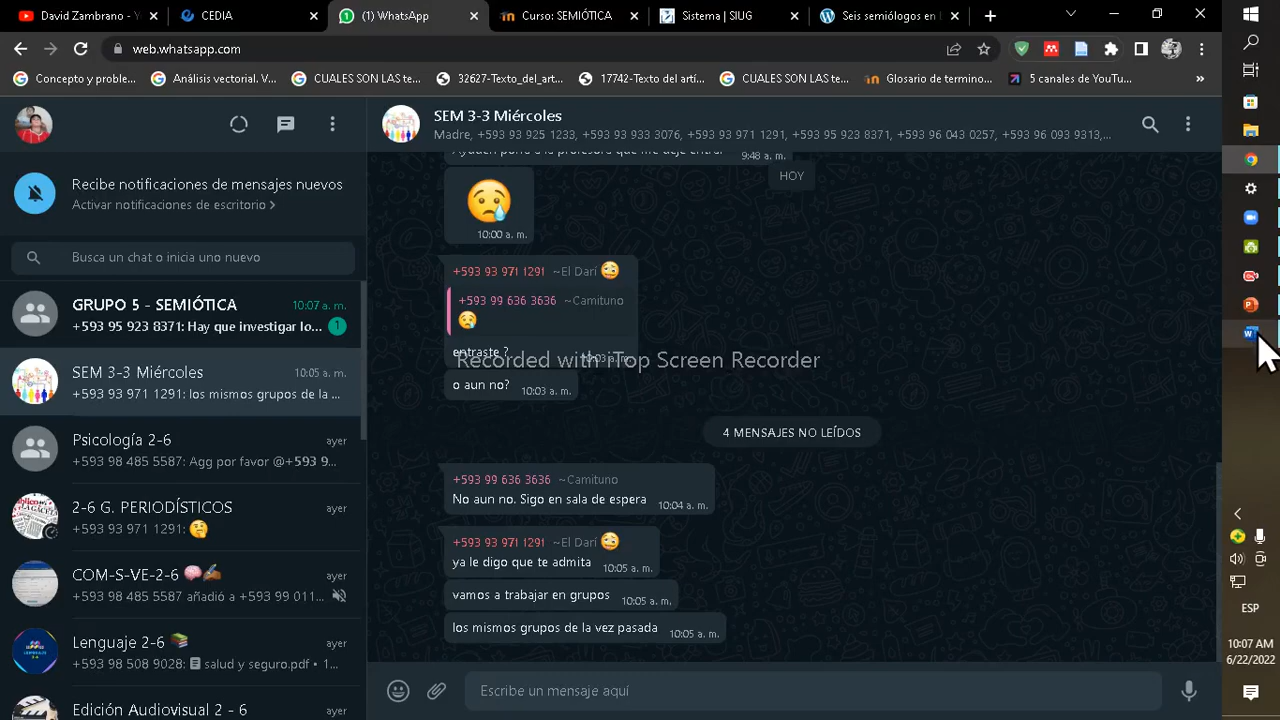 David Zambrano - Y
CEDIA
(1) WhatsApp
Curso: SEMIÓTICA
Sistema | SIUG
Seis semiólogos en
web.whatsapp.com
Concepto y proble...
Análisis vectorial. V...
CUALES SON LAS te...
32627-Texto_del_art...
17742-Texto del artí...
CUALES SON LAS te...
Glosario de termino...
5 canales de YouTu...
SEM 3-3 Miércoles
Madre, +593 93 925 1233, +593 93 933 3076, +593 93 971 1291, +593 95 923 8371, +593 96 043 0257, +593 96 093 9313,...
Recibe notificaciones de mensajes nuevos
Activar notificaciones de escritorio
Busca un chat o inicia uno nuevo
GRUPO 5 - SEMIÓTICA
10:07 a. m.
+593 95 923 8371: Hay que investigar lo...
1
SEM 3-3 Miércoles
10:05 a. m.
+593 93 971 1291: los mismos grupos de la ...
Psicología 2-6
ayer
+593 98 485 5587: Agg por favor @+593 9...
2-6 G. PERIODÍSTICOS
ayer
+593 93 971 1291:
COM-S-VE-2-6
ayer
+593 98 485 5587 añadió a +593 99 011...
Lenguaje 2-6
ayer
+593 98 508 9028: salud y seguro.pdf • 1...
Edición Audiovisual 2 - 6
ayer
9:48 a. m.
HOY
10:00 a. m.
+593 93 971 1291 ~El Darí
+593 99 636 3636 ~Camituno
entraste ?
10:03 a. m.
Recorded with iTop Screen Recorder
o aun no?
10:03 a. m.
4 MENSAJES NO LEÍDOS
+593 99 636 3636 ~Camituno
No aun no. Sigo en sala de espera
10:04 a. m.
+593 93 971 1291 ~El Darí
ya le digo que te admita
10:05 a. m.
vamos a trabajar en grupos
10:05 a. m.
los mismos grupos de la vez pasada
10:05 a. m.
Escribe un mensaje aquí
ESP
10:07 AM
6/22/2022